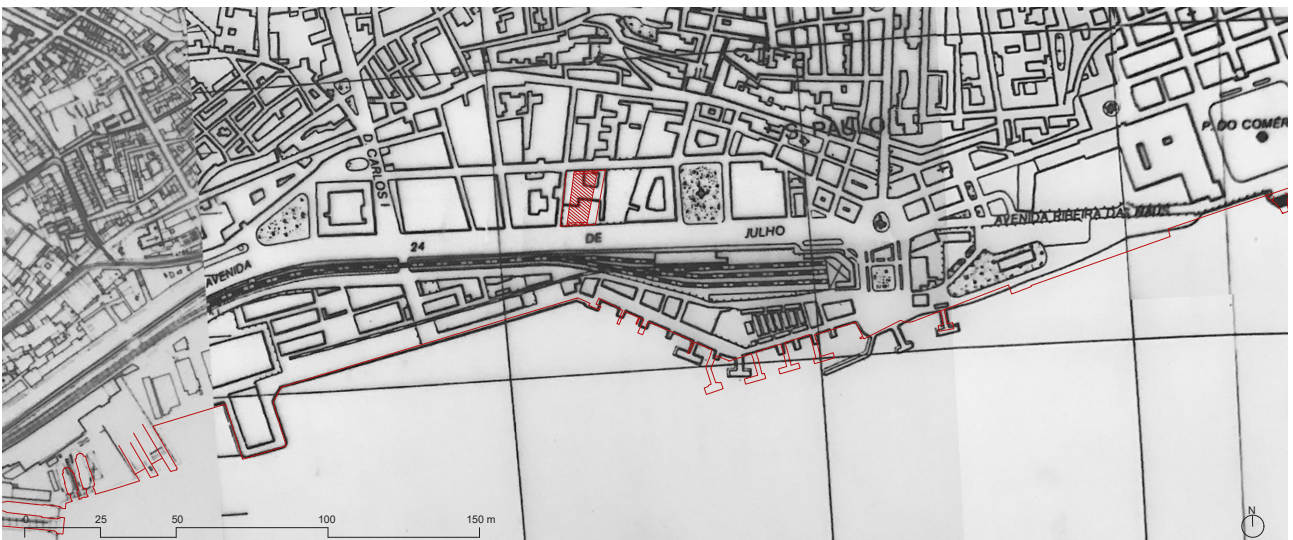 P. DO COMÉR
S. PAULO
D. CARLOS I
AVENIDA RIBEIRA DAS NAUS
AVENIDA 24 DE JULHO
0 25 50 100 150 m
N